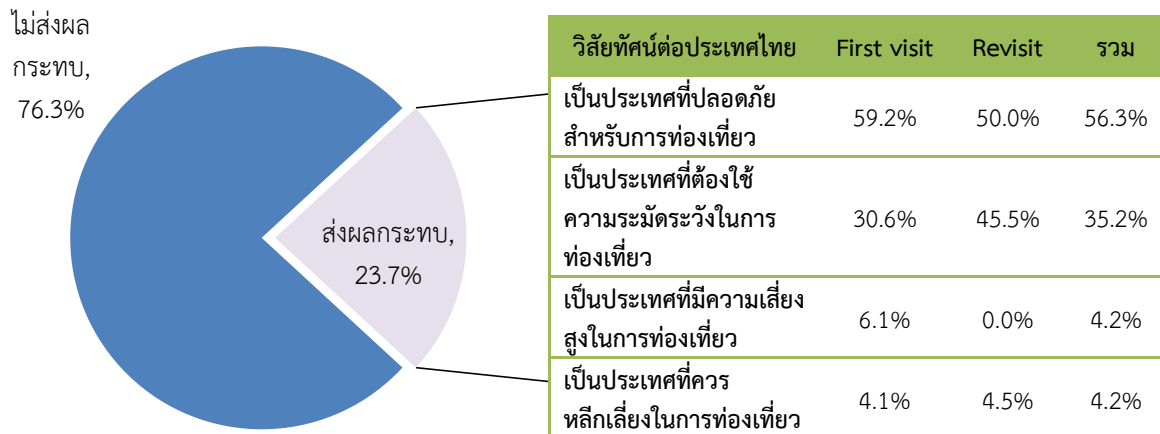 ไม่ส่งผล
กระทบ,
76.3%
ส่งผลกระทบ,
23.7%
วิสัยทัศน์ต่อประเทศไทย First visit Revisit รวม
เป็นประเทศที่ปลอดภัย
สำหรับการท่องเที่ยว 59.2% 50.0% 56.3%
เป็นประเทศที่ต้องใช้
ความระมัดระวังในการ 30.6% 45.5% 35.2%
ท่องเที่ยว
เป็นประเทศที่มีความเสี่ยง
สูงในการท่องเที่ยว 6.1% 0.0% 4.2%
เป็นประเทศที่ควร
หลีกเลี่ยงในการท่องเที่ยว 4.1% 4.5% 4.2%